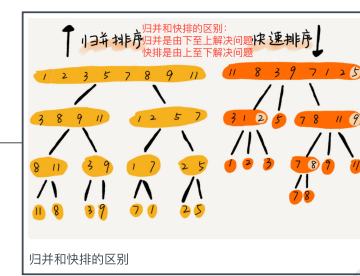 归并排序
归并和快排的区别：
归并是由下至上解决问题
快排是由上至下解决问题
快速排序
1 2 3 5 7 8 9 11
11 8 3 9 7 1 2 5
3 8 9 11
1 2 5 7
3 1 2
5
7 8 11 9
8 11
3 9
1 7
2 5
1
2
3
7 8
9
11
11
8
3
9
7
1
2
5
7
8
归并和快排的区别